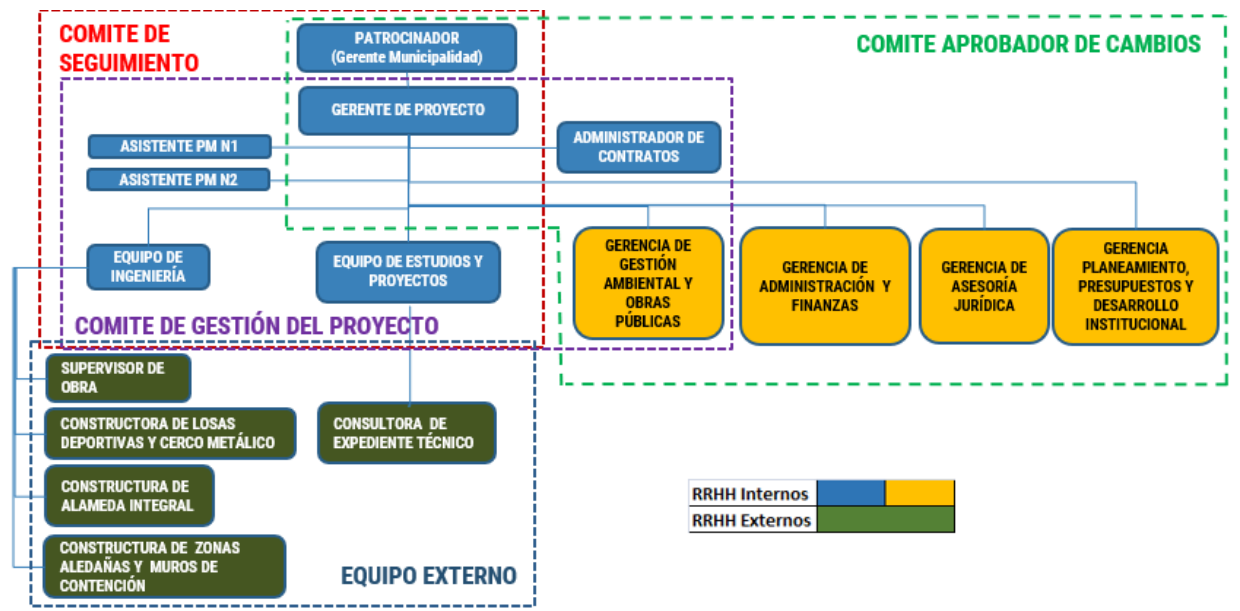 COMITE DE
SEGUIMIENTO
PATROCINADOR
(Gerente Municipalidad)
COMITE APROBADOR DE CAMBIOS
GERENTE DE PROYECTO
ASISTENTE PM N1
ADMINISTRADOR DE
CONTRATOS
ASISTENTE PM N2
EQUIPO DE
INGENIERÍA
EQUIPO DE ESTUDIOS Y
PROYECTOS
GERENCIA DE
GESTIÓN
AMBIENTAL Y
OBRAS
PÚBLICAS
GERENCIA DE
ADMINISTRACIÓN Y
FINANZAS
GERENCIA DE
ASESORÍA
JURÍDICA
GERENCIA
PLANEAMIENTO,
PRESUPUESTOS Y
DESARROLLO
INSTITUCIONAL
COMITE DE GESTIÓN DEL PROYECTO
SUPERVISOR DE
OBRA
CONSTRUCTORA DE LOSAS
DEPORTIVAS Y CERCO METÁLICO
CONSULTORA DE
EXPEDIENTE TÉCNICO
CONSTRUCTURA DE
ALAMEDA INTEGRAL
CONSTRUCTURA DE ZONAS
ALEDAÑAS Y MUROS DE
CONTENCIÓN
EQUIPO EXTERNO
RRHH Internos
RRHH Externos